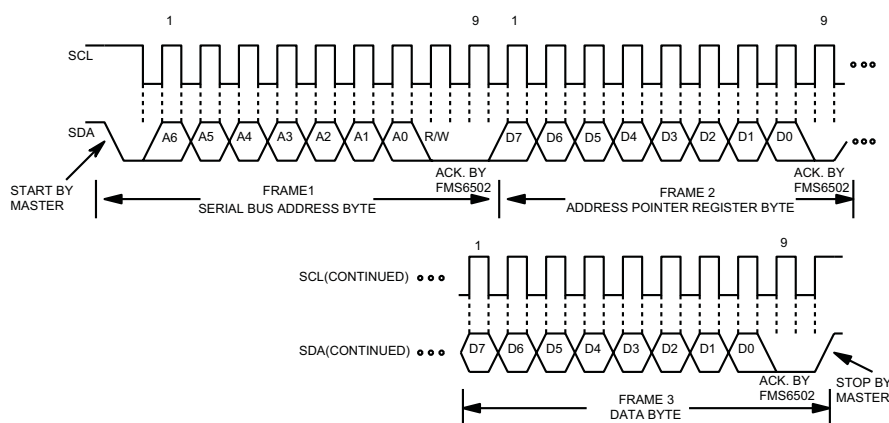 1 9 1 9
SCL
SDA A6 A5 A4 A3 A2 A1 A0 R/W D7 D6 D5 D4 D3 D2 D1 D0
START BY
MASTER
ACK. BY
FMS6502
ACK. BY
FMS6502
FRAME1
SERIAL BUS ADDRESS BYTE
FRAME 2
ADDRESS POINTER REGISTER BYTE
1 9
SCL(CONTINUED)
SDA(CONTINUED) D7 D6 D5 D4 D3 D2 D1 D0
ACK. BY
FMS6502
STOP BY
MASTER
FRAME 3
DATA BYTE